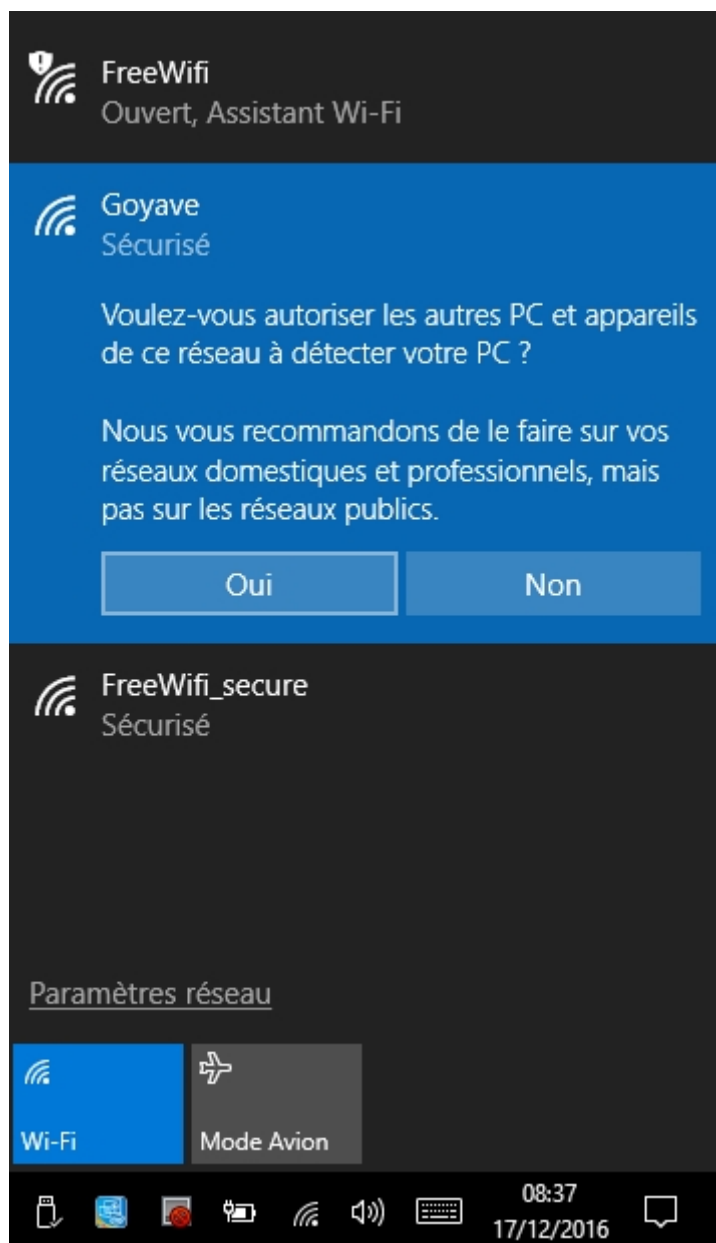 FreeWifi
Ouvert, Assistant Wi-Fi
Goyave
Sécurisé
Voulez-vous autoriser les autres PC et appareils
de ce réseau à détecter votre PC ?
Nous vous recommandons de le faire sur vos
réseaux domestiques et professionnels, mais
pas sur les réseaux publics.
Oui Non
FreeWifi_secure
Sécurisé
Paramètres réseau
Wi-Fi Mode Avion
08:37
17/12/2016